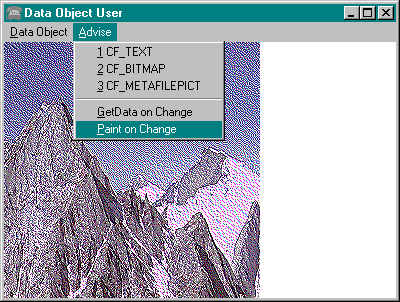 Data Object User
Data Object Advise
1 CF_TEXT
2 CF_BITMAP
3 CF_METAFILEPICT
GetData on Change
Paint on Change